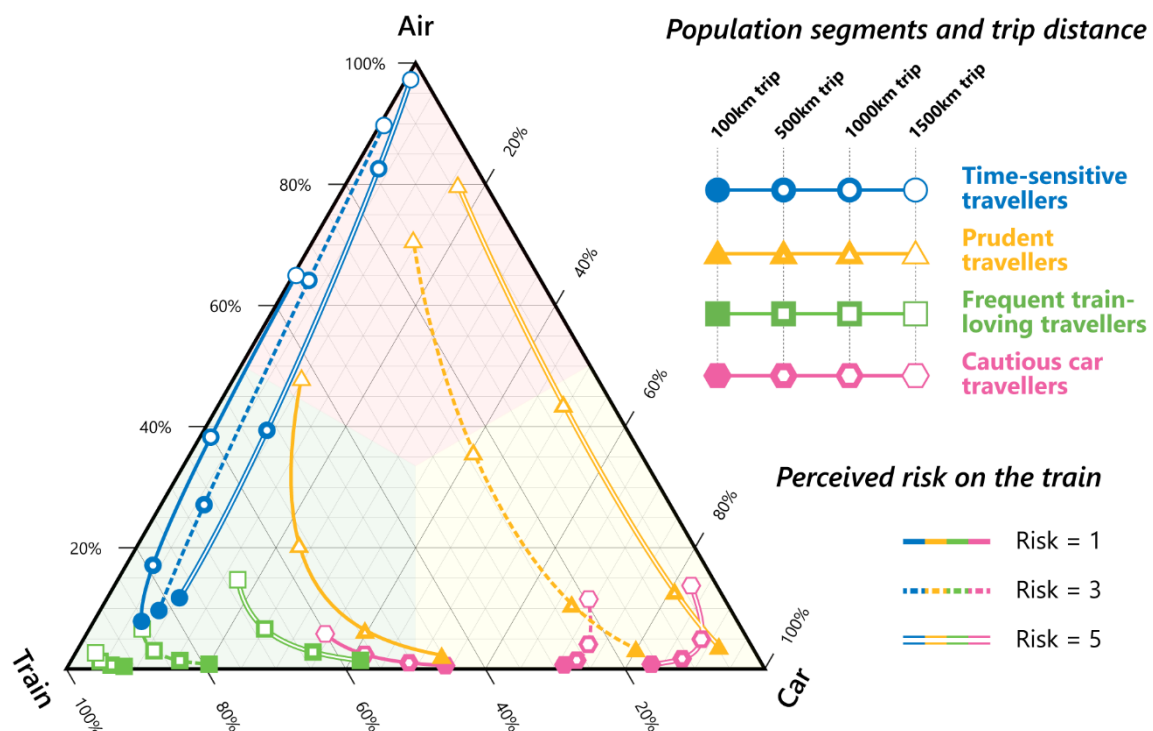 Air
Population segments and trip distance
100km trip
500km trip
1000km trip
1500km trip
Time-sensitive
travellers
Prudent
travellers
Frequent train-
loving travellers
Cautious car
travellers
Perceived risk on the train
Risk = 1
Risk = 3
Risk = 5
100%
80%
60%
40%
20%
20%
40%
60%
80%
100%
Train
Car
100%
80%
60%
40%
20%